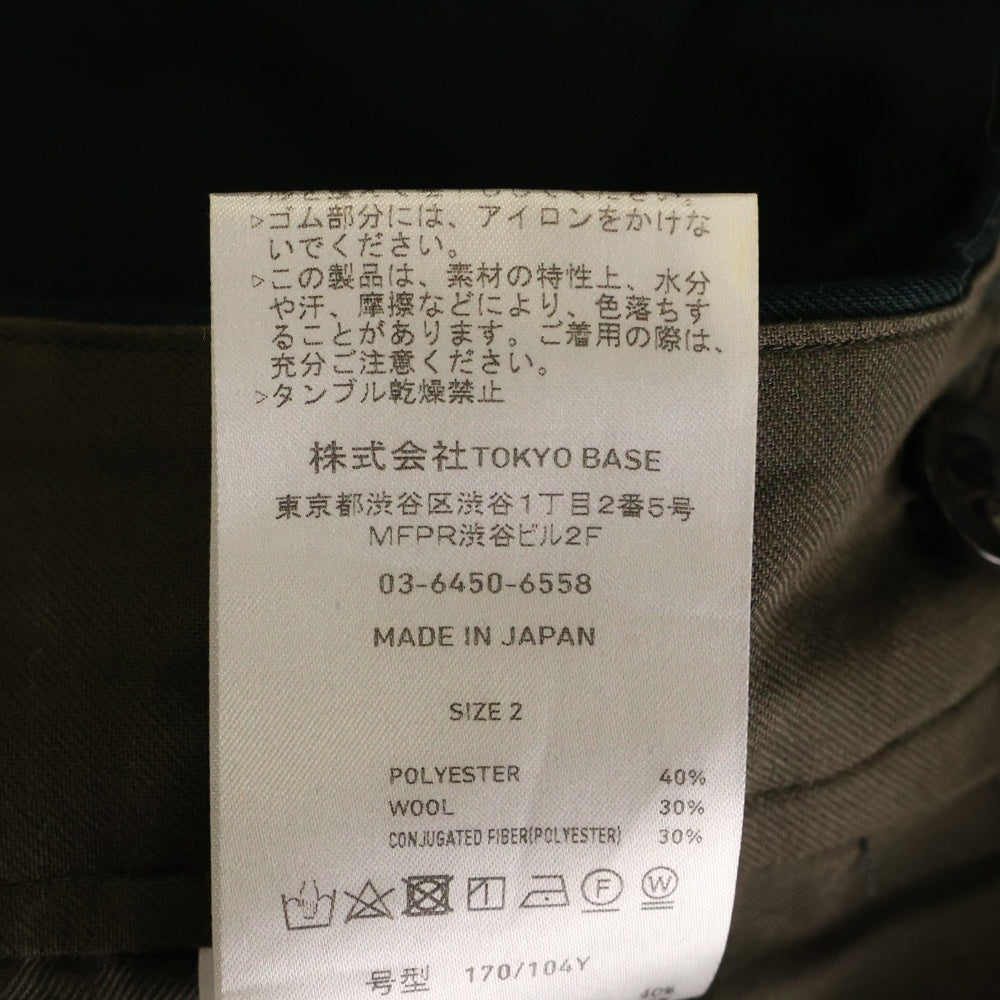 ▷ゴム部分には、アイロンをかけな
いでください。
▷この製品は、素材の特性上、水分
や汗、摩擦などにより、色落ちす
ることがあります。ご着用の際は、
充分ご注意ください。
▷タンブル乾燥禁止
株式会社TOKYO BASE
東京都渋谷区渋谷1丁目2番5号
MFPR渋谷ビル2F
03-6450-6558
MADE IN JAPAN
SIZE 2
POLYESTER 40%
WOOL 30%
CONJUGATED FIBER(POLYESTER) 30%
F W
号型 170/104Y
40%